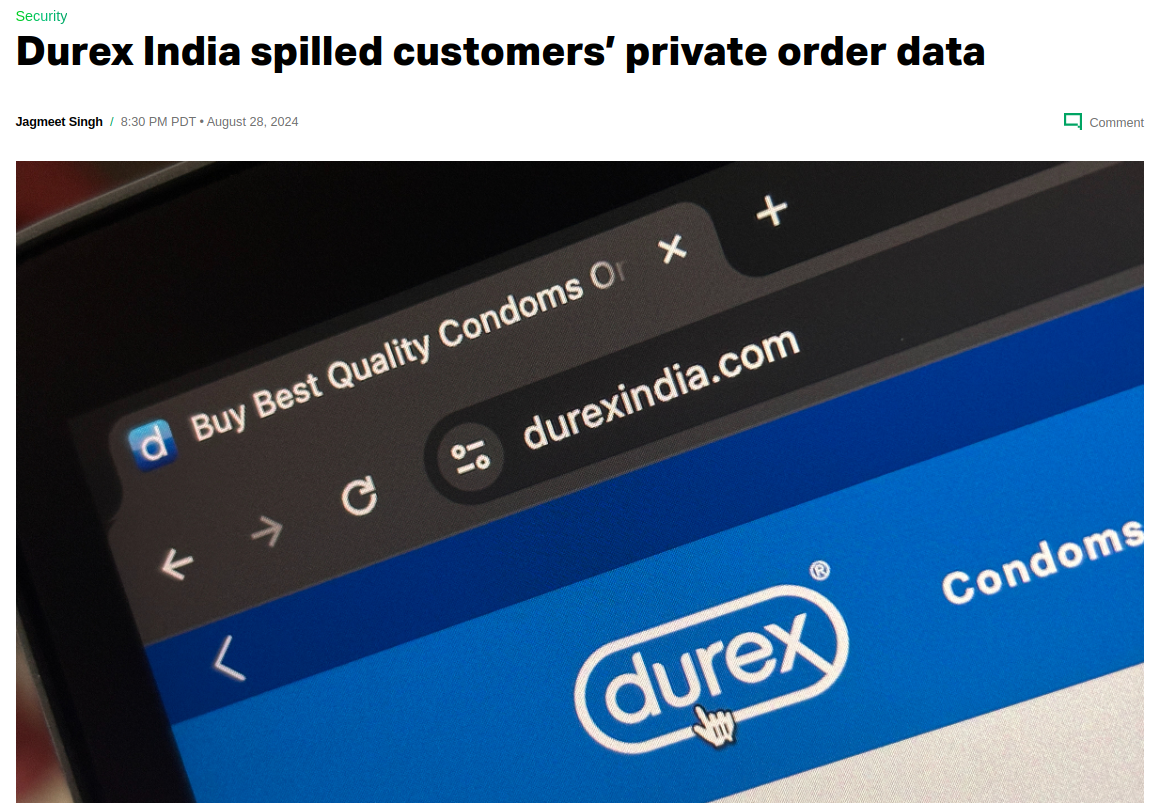 Security
Durex India spilled customers’ private order data
Jagmeet Singh / 8:30 PM PDT • August 28, 2024
Comment
Buy Best Quality Condoms Or
durexindia.com
durex®
Condoms